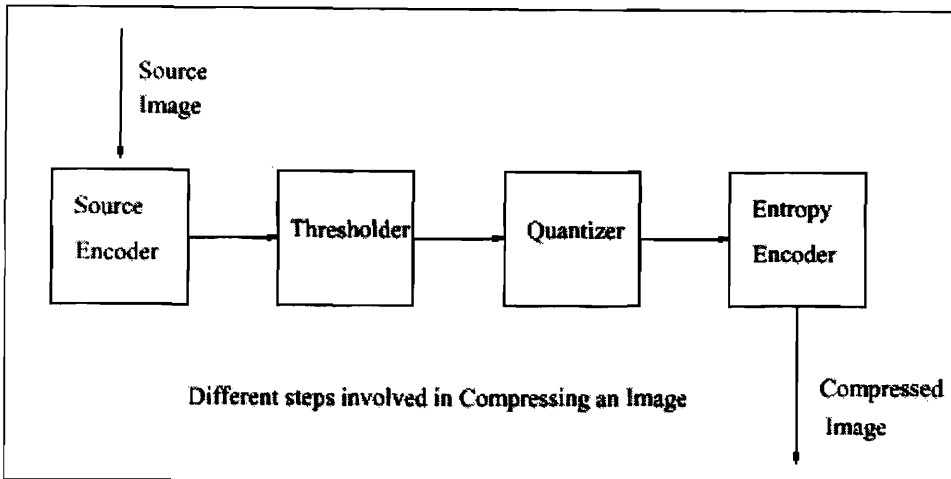 Source
Image
Source
Encoder
Thresholder
Quantizer
Entropy
Encoder
Different steps involved in Compressing an Image
Compressed
Image